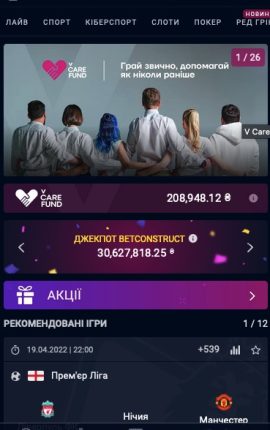 ЛАЙВ СПОРТ КІБЕРСПОРТ СЛОТИ ПОКЕР РЕД ГРІ
НОВИН
V CARE FUND
Грай звично, допомагай
як ніколи раніше
1 / 26
V Care
V CARE FUND
208,948.12 ₴
ДЖЕКПОТ BETCONSTRUCT
30,627,818.25 ₴
АКЦІЇ
РЕКОМЕНДОВАНІ ІГРИ 1 / 12
19.04.2022 | 22:00 +539
Прем'єр Ліга
Нічия
Манчестер